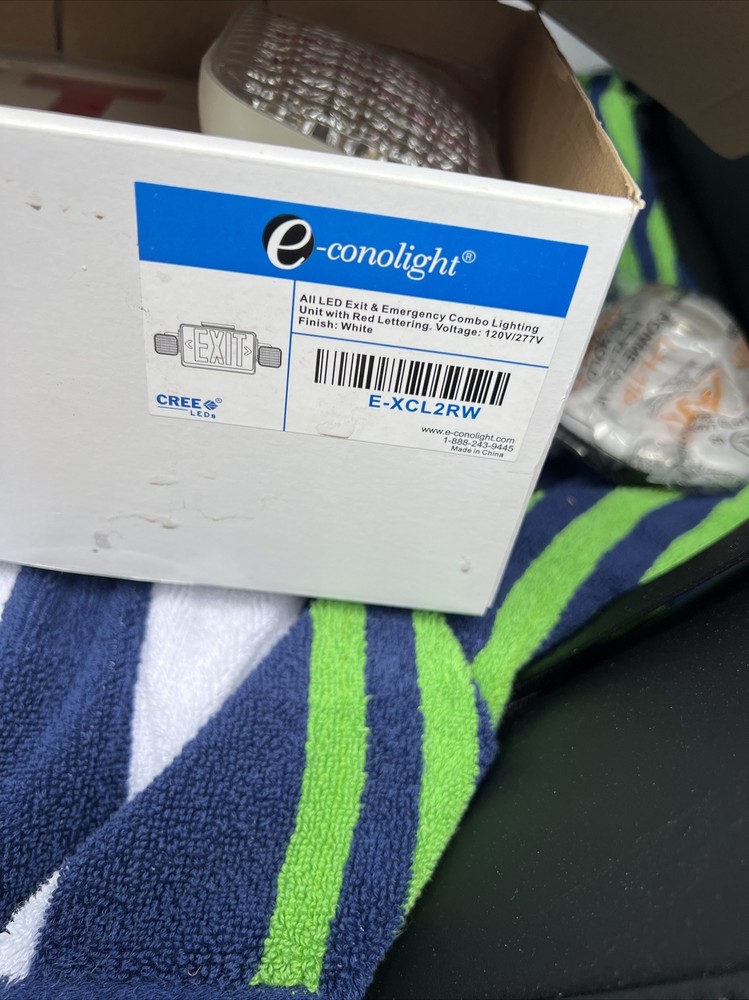 e-conolight®
All LED Exit & Emergency Combo Lighting
Unit with Red Lettering. Voltage: 120V/277V
Finish: White
EXIT
CREE®
LEDs
E-XCL2RW
www.e-conolight.com
1-888-243-9445
Made in China